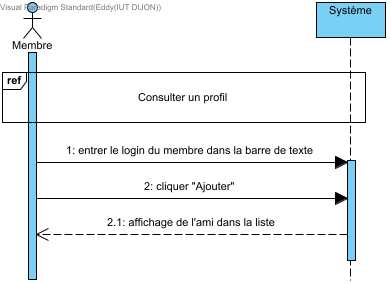 Visual Paradigm Standard(Eddy(IUT DIJON))
Système
Membre
ref
Consulter un profil
1: entrer le login du membre dans la barre de texte
2: cliquer "Ajouter"
2.1: affichage de l'ami dans la liste